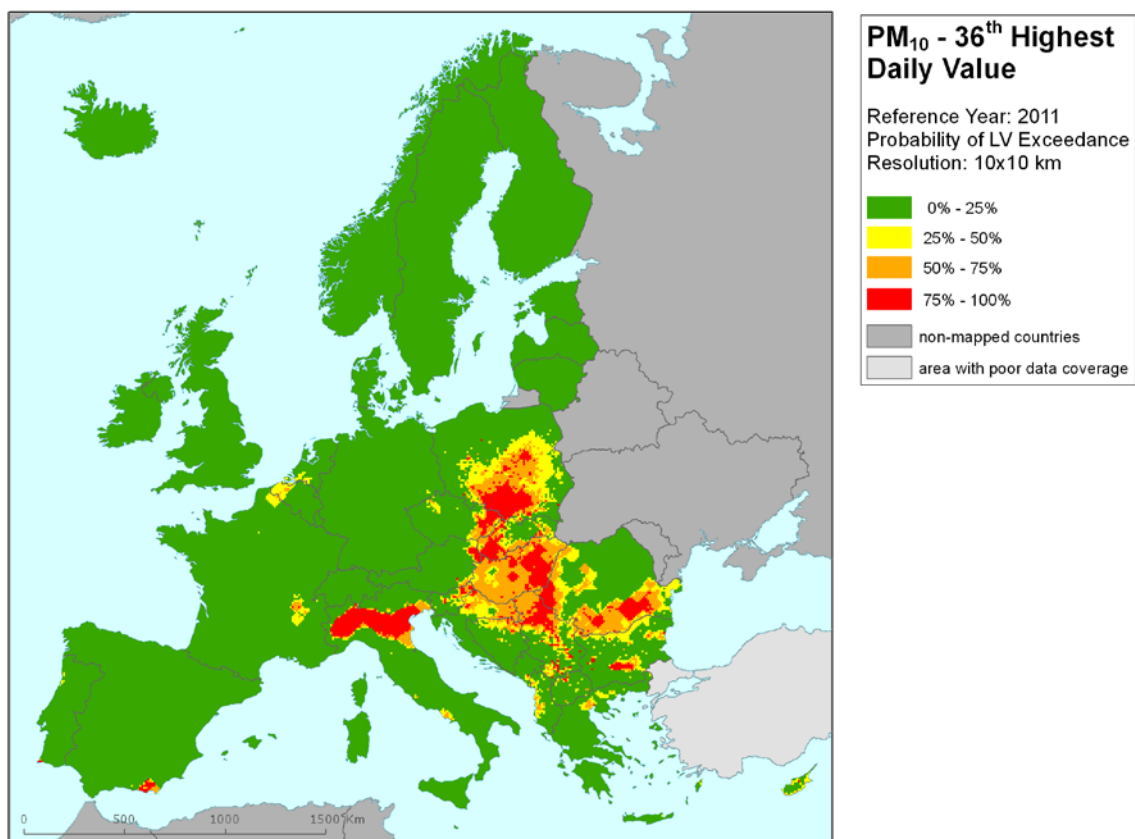 PM₁₀ - 36ᵗʰ Highest
Daily Value
Reference Year: 2011
Probability of LV Exceedance
Resolution: 10x10 km
0% - 25%
25% - 50%
50% - 75%
75% - 100%
non-mapped countries
area with poor data coverage
0 500 1000 1500 Km